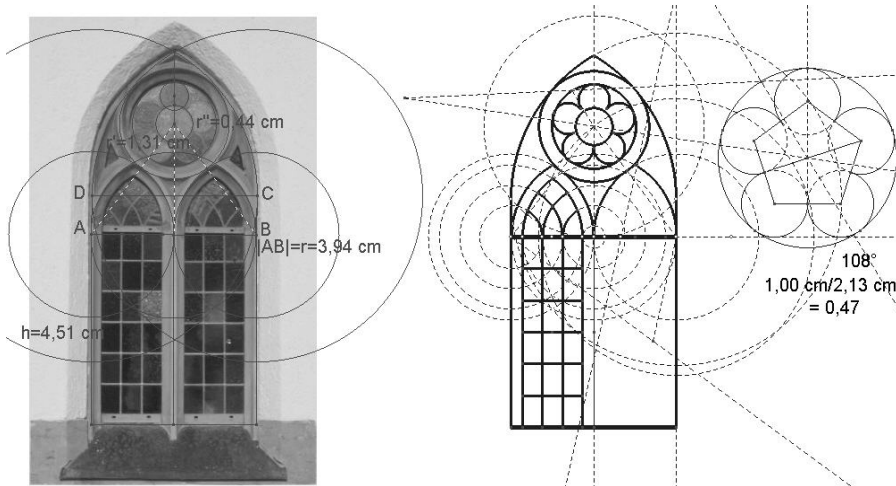 r''=0,44 cm
r'=1,31 cm
D
C
A
B
|AB|=r=3,94 cm
h=4,51 cm
108°
1,00 cm/2,13 cm
= 0,47